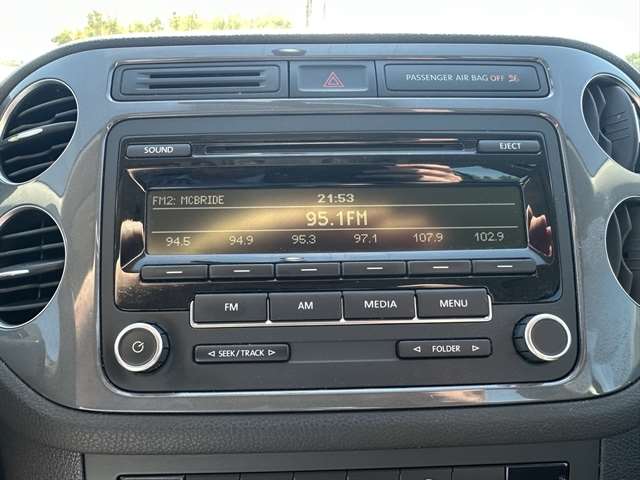 PASSENGER AIR BAG OFF
SOUND
EJECT
FM2: MCBRIDE 21:53
95.1FM
94.5 94.9 95.3 97.1 107.9 102.9
FM AM MEDIA MENU
SEEK / TRACK
FOLDER